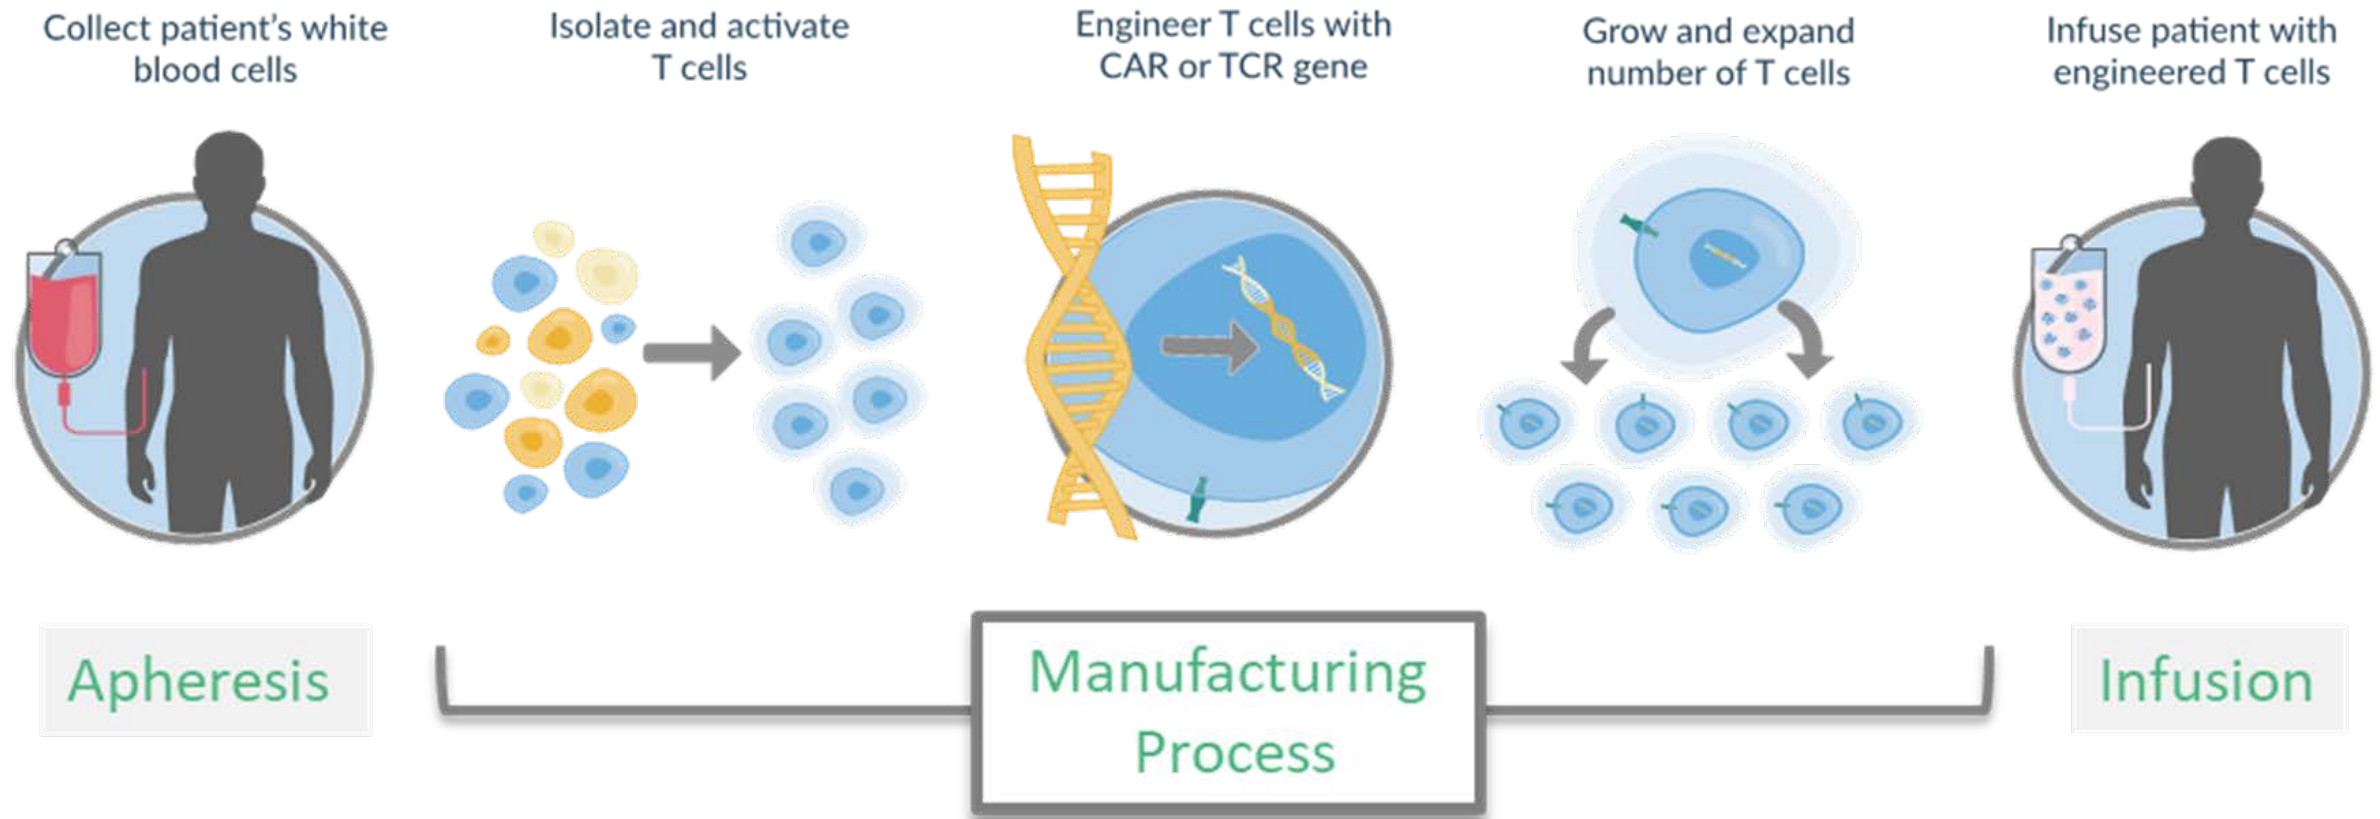 Collect patient's white
blood cells
Isolate and activate
T cells
Engineer T cells with
CAR or TCR gene
Grow and expand
number of T cells
Infuse patient with
engineered T cells
Apheresis
Manufacturing
Process
Infusion